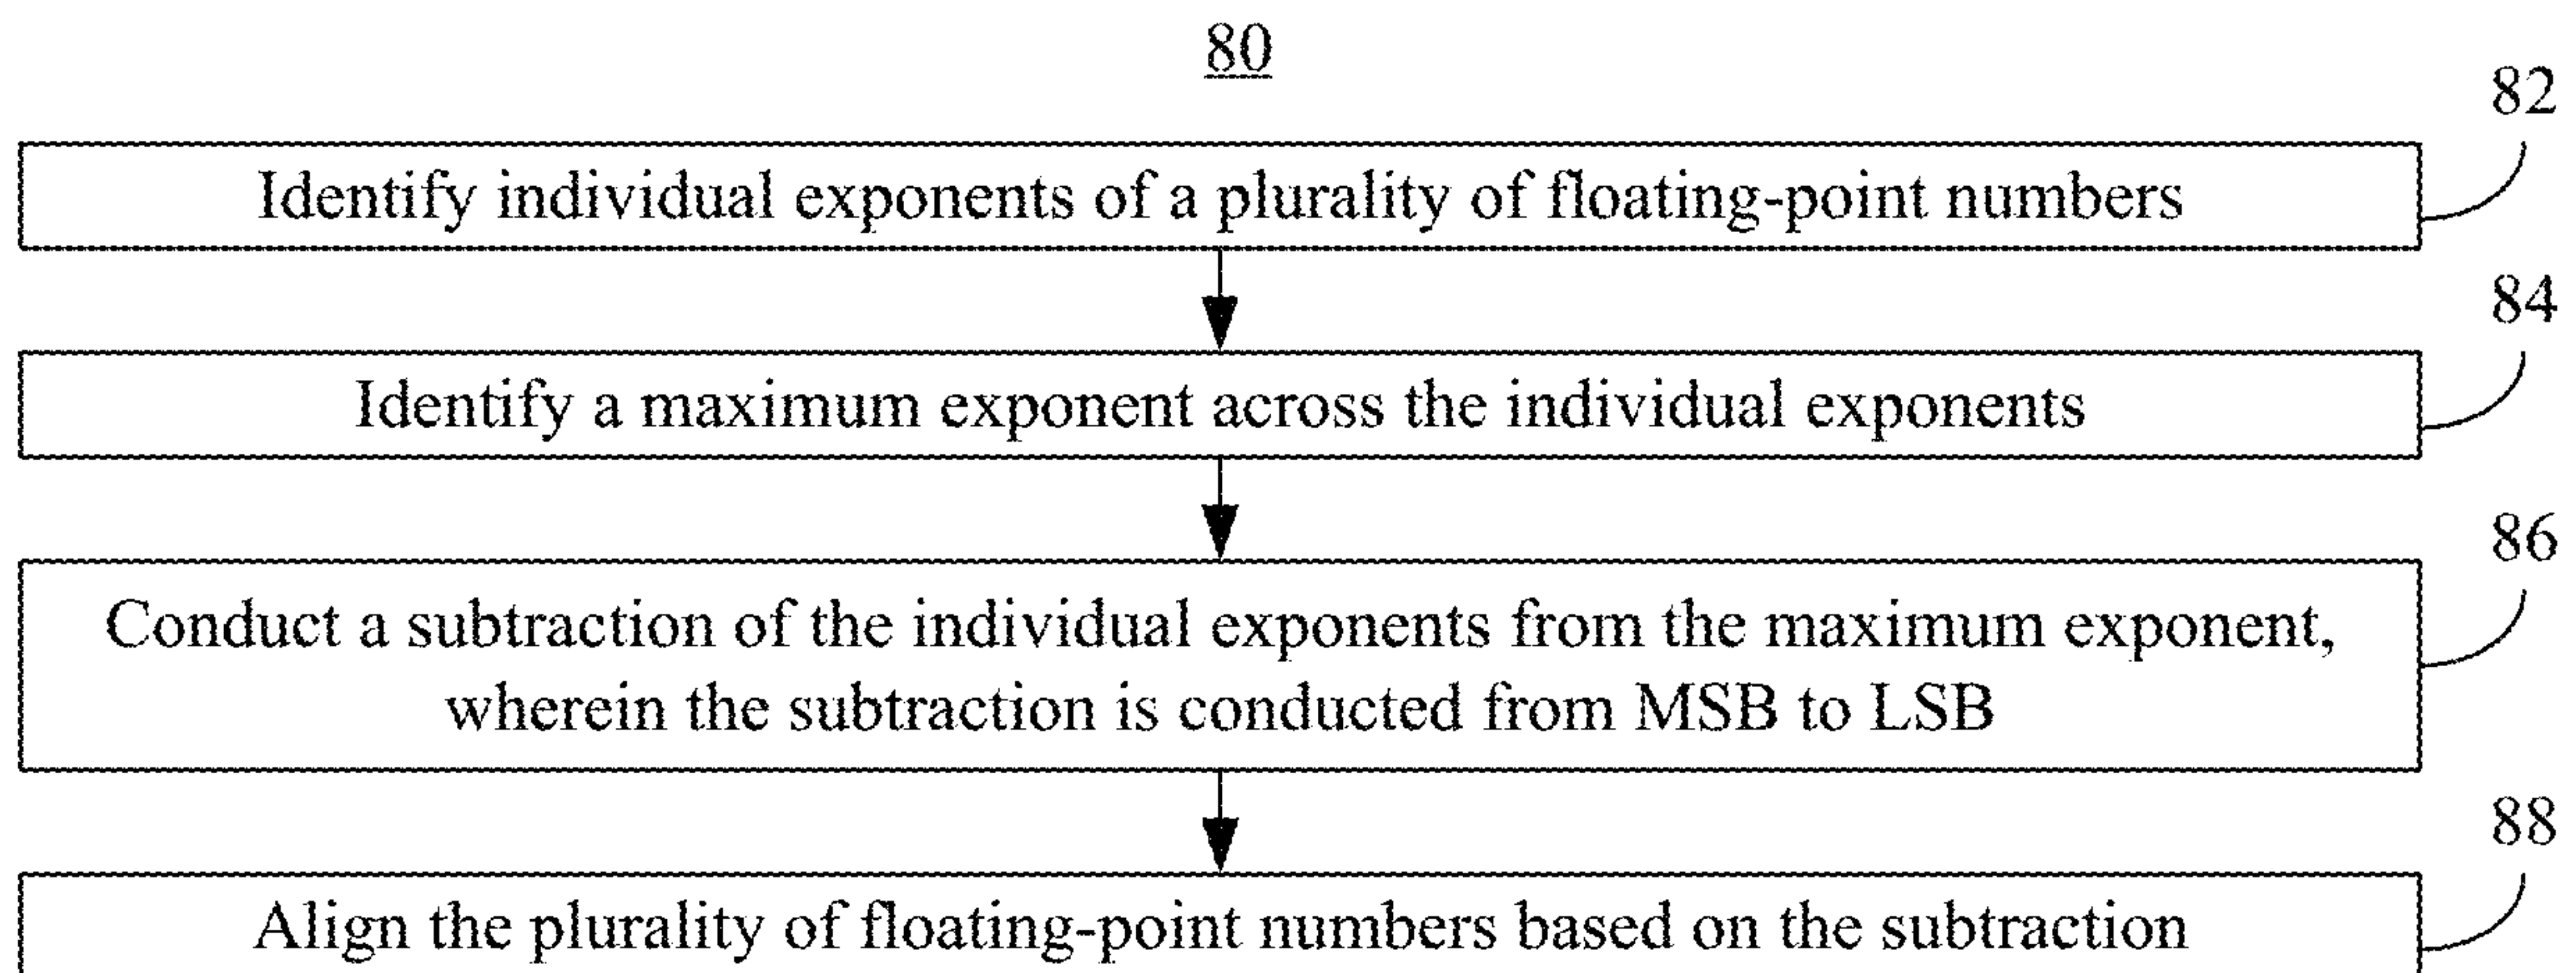 80
82
Identify individual exponents of a plurality of floating-point numbers
84
Identify a maximum exponent across the individual exponents
86
Conduct a subtraction of the individual exponents from the maximum exponent,
wherein the subtraction is conducted from MSB to LSB
88
Align the plurality of floating-point numbers based on the subtraction